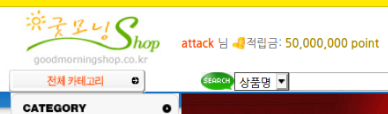 굿모닝Shop
goodmorningshop.co.kr
attack 님 적립금: 50,000,000 point
전체 카테고리
SEARCH 상품명
CATEGORY